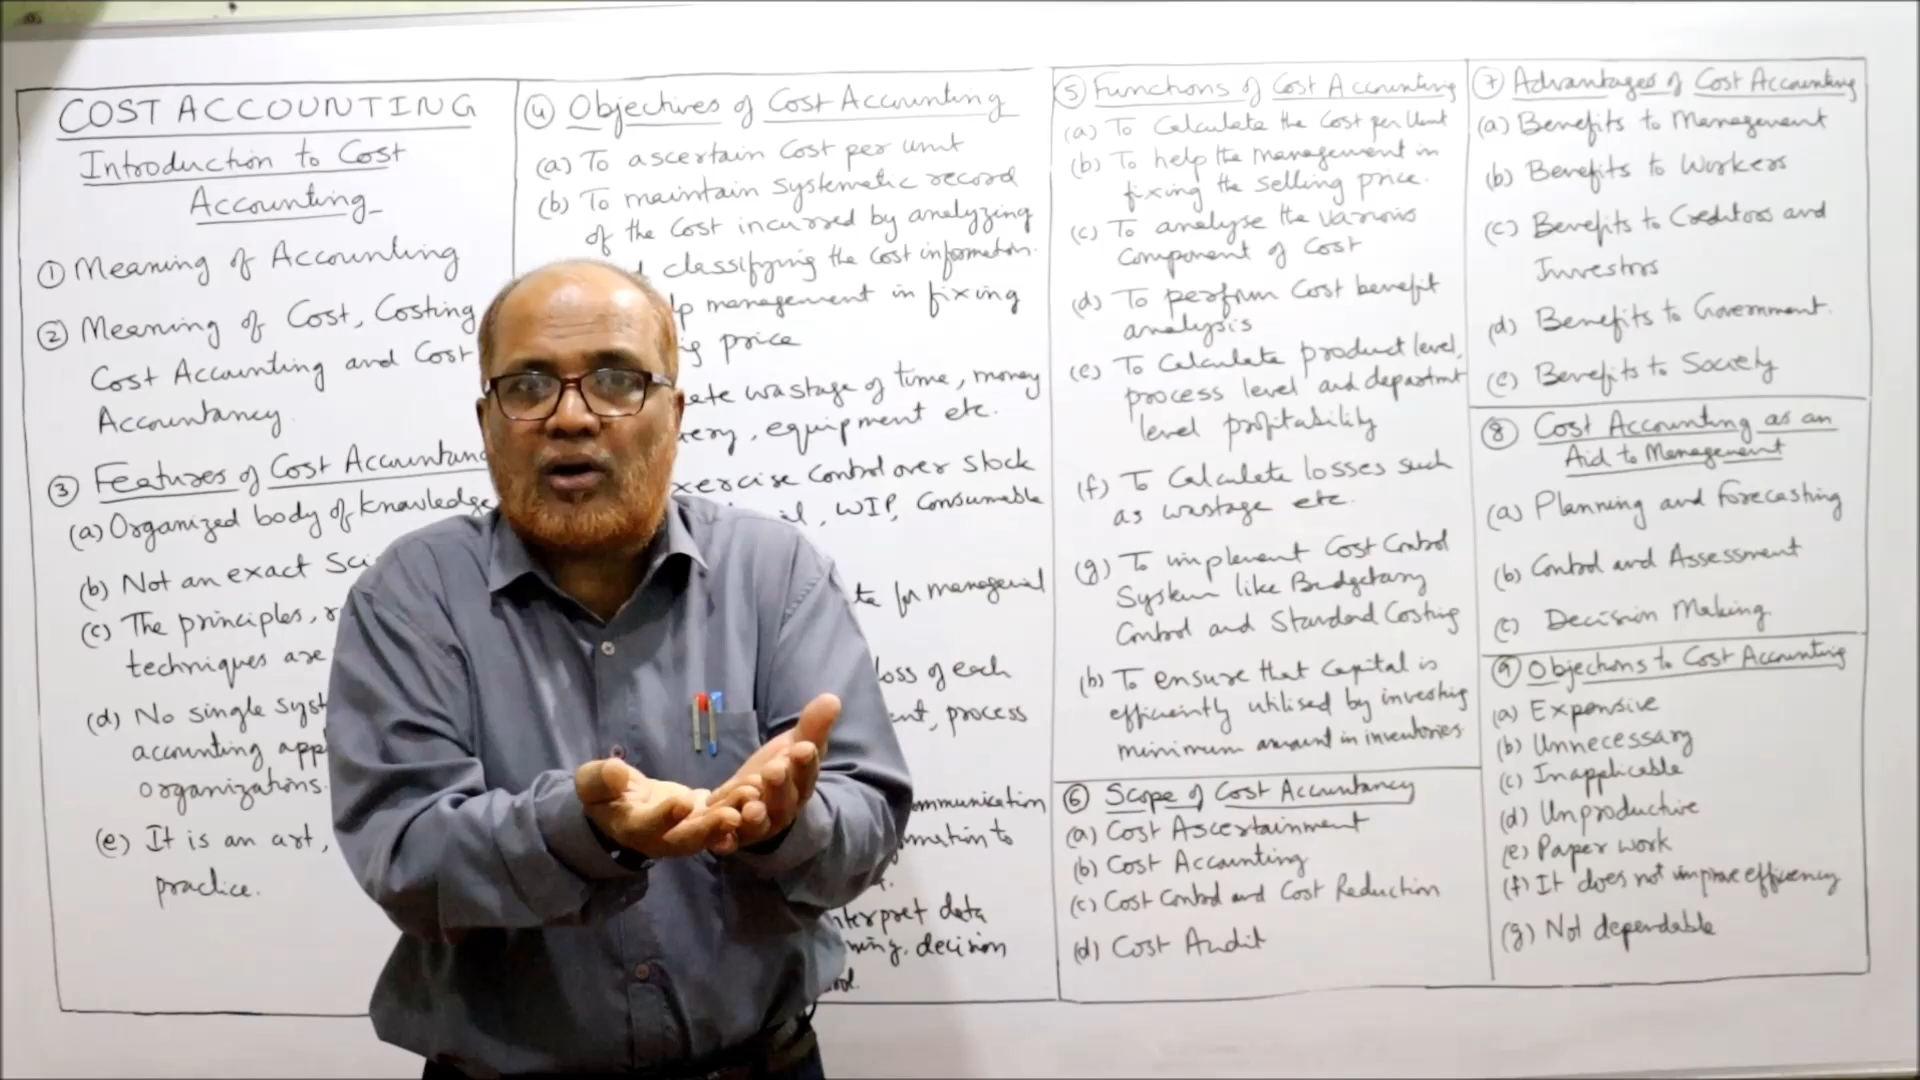 COST ACCOUNTING
Introduction to Cost
Accounting
① Meaning of Accounting
② Meaning of Cost, Costing
Cost Accounting and Cost
Accountancy.
③ Features of Cost
(a) Organized body of knowledge
(b) Not an exact
(c) The principles,
techniques are
(d) No single
accounting
organizations.
(e) It is an art,
practice.
④ Objectives of Cost Accounting
(a) To ascertain Cost per unit
(b) To maintain systematic record
of the Cost incurred by analyzing
classifying the Cost information.
management in fixing
price
wastage of time, money
equipment etc.
Control over Stock
WIP, Consumable
for managerial
loss of each
process
to
data
decision
⑤ Functions of Cost Accounting
(a) To Calculate the Cost per Unit
(b) To help the management in
fixing the selling price.
(c) To analyse the various
Component of Cost
(d) To perform Cost benefit
analysis
(e) To Calculate product level,
process level and departmt
level profitability
(f) To Calculate losses such
as wastage etc.
(g) To implement Cost Control
System like Budgetary
Control and Standard Costing
(h) To ensure that Capital is
efficiently utilised by investing
minimum amount in inventories
⑥ Scope of Cost Accountancy
(a) Cost Ascertainment
(b) Cost Accounting
(c) Cost Control and Cost Reduction
(d) Cost Audit
⑦ Advantages of Cost Accounting
(a) Benefits to Management
(b) Benefits to Workers
(c) Benefits to Creditors and
Investors
(d) Benefits to Government.
(e) Benefits to Society
⑧ Cost Accounting as an
Aid to Management
(a) Planning and Forecasting
(b) Control and Assessment
(c) Decision Making
⑨ Objections to Cost Accounting
(a) Expensive
(b) Unnecessary
(c) Inapplicable
(d) Unproductive
(e) Paper work
(f) It does not improve efficiency
(g) Not dependable